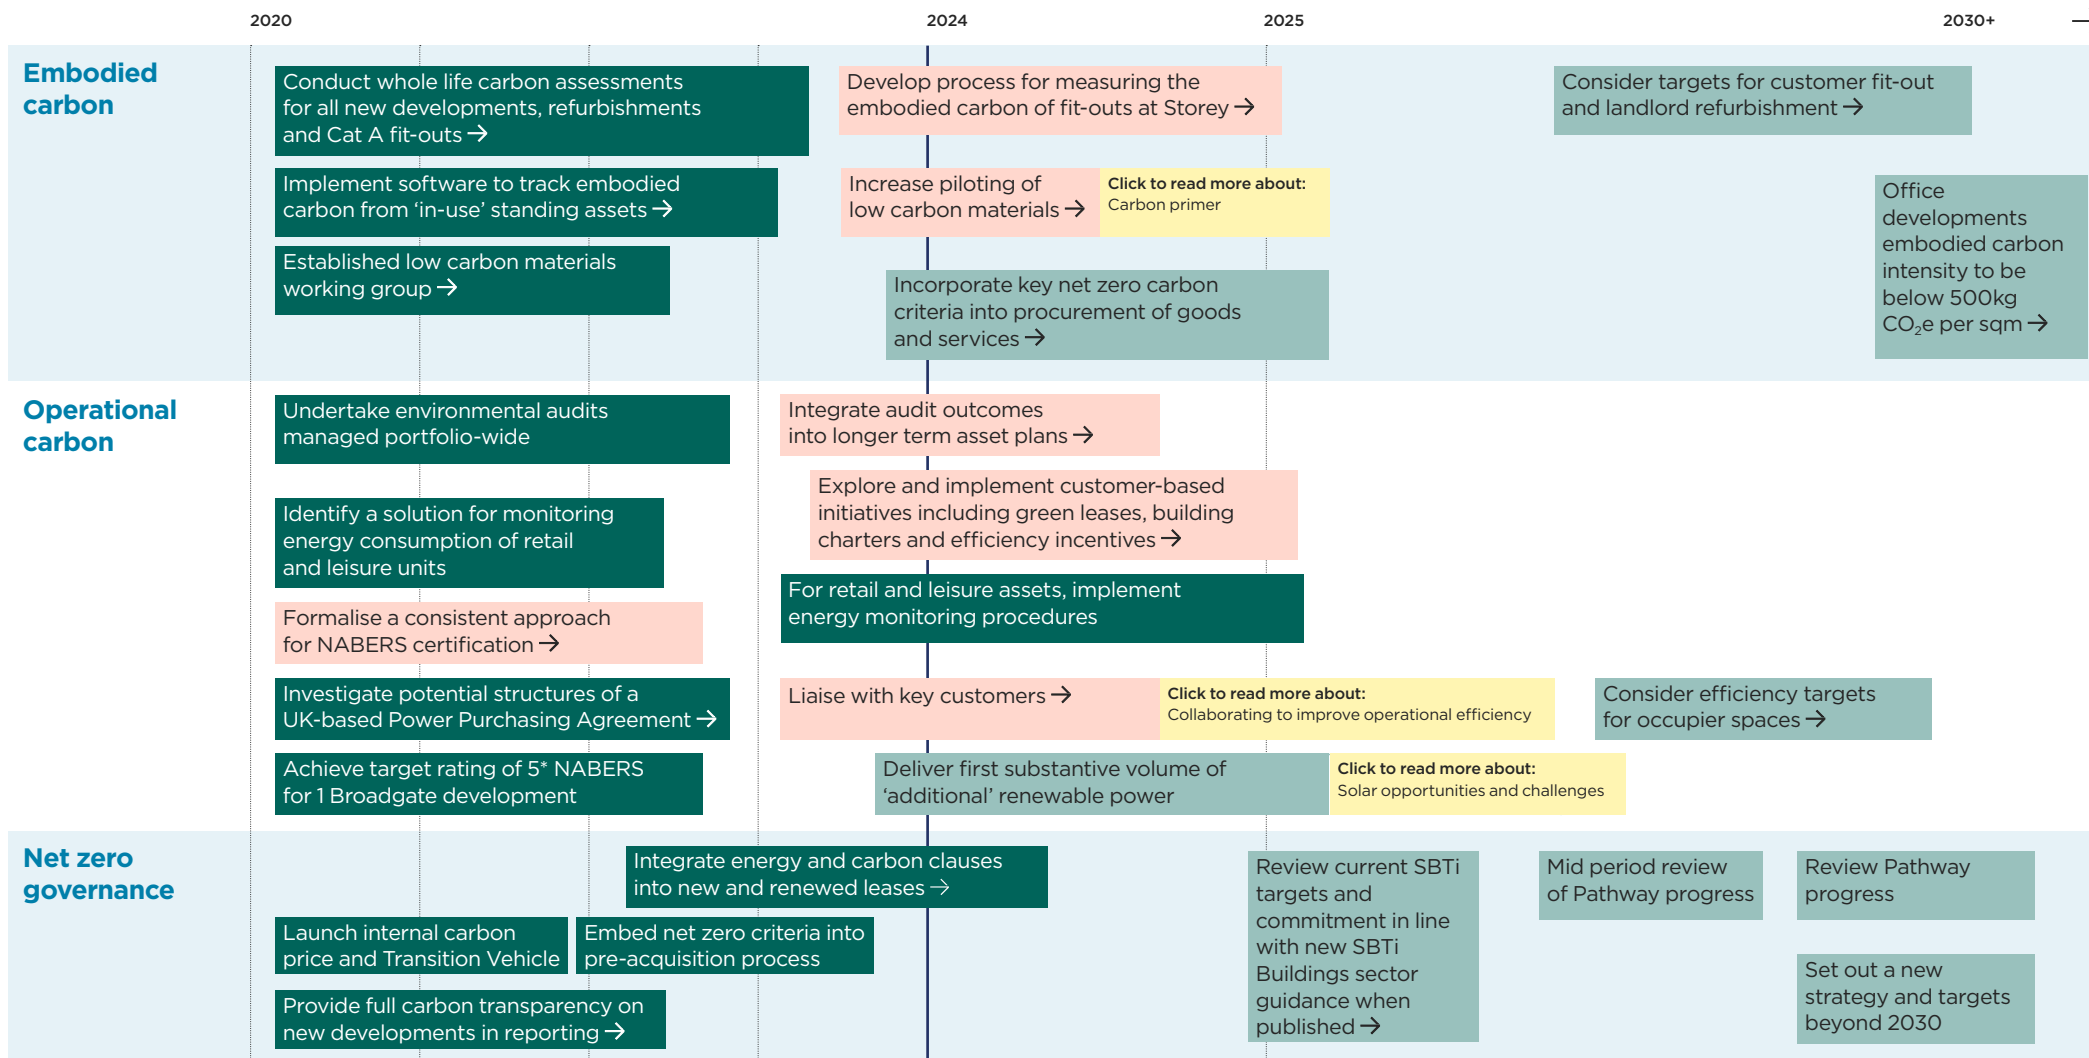 2020
2024
2025
2030+
Embodied
carbon
Conduct whole life carbon assessments
for all new developments, refurbishments
and Cat A fit-outs →
Develop process for measuring the
embodied carbon of fit-outs at Storey →
Consider targets for customer fit-out
and landlord refurbishment →
Implement software to track embodied
carbon from ‘in-use’ standing assets →
Increase piloting of
low carbon materials →
Click to read more about:
Carbon primer
Office
developments
embodied carbon
intensity to be
below 500kg
CO₂e per sqm →
Established low carbon materials
working group →
Incorporate key net zero carbon
criteria into procurement of goods
and services →
Operational
carbon
Undertake environmental audits
managed portfolio-wide
Integrate audit outcomes
into longer term asset plans →
Identify a solution for monitoring
energy consumption of retail
and leisure units
Explore and implement customer-based
initiatives including green leases, building
charters and efficiency incentives →
For retail and leisure assets, implement
energy monitoring procedures
Formalise a consistent approach
for NABERS certification →
Investigate potential structures of a
UK-based Power Purchasing Agreement →
Liaise with key customers →
Click to read more about:
Collaborating to improve operational efficiency
Consider efficiency targets
for occupier spaces →
Achieve target rating of 5* NABERS
for 1 Broadgate development
Deliver first substantive volume of
‘additional’ renewable power
Click to read more about:
Solar opportunities and challenges
Net zero
governance
Integrate energy and carbon clauses
into new and renewed leases →
Review current SBTi
targets and
commitment in line
with new SBTi
Buildings sector
guidance when
published →
Mid period review
of Pathway progress
Review Pathway
progress
Launch internal carbon
price and Transition Vehicle
Embed net zero criteria into
pre-acquisition process
Set out a new
strategy and targets
beyond 2030
Provide full carbon transparency on
new developments in reporting →